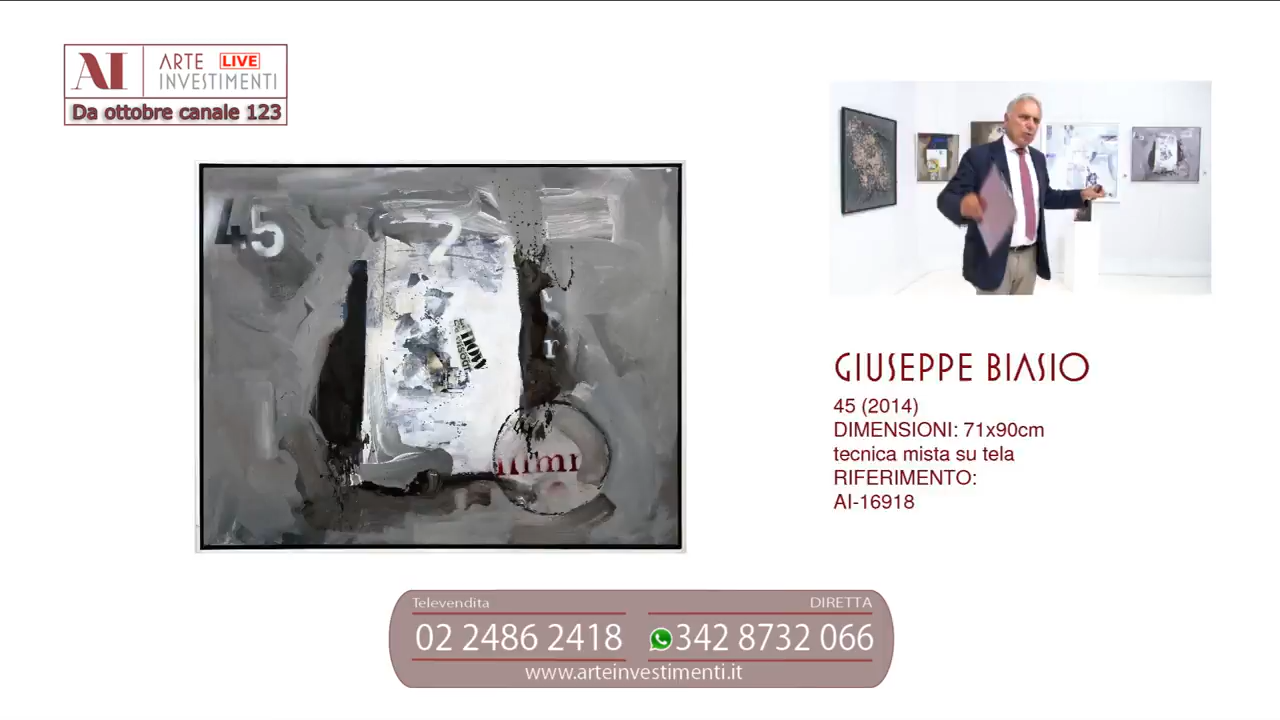 AI ARTE LIVE
INVESTIMENTI
Da ottobre canale 123
45
2
r
NOW
GIUSEPPE BIASIO
45 (2014)
DIMENSIONI: 71x90cm
tecnica mista su tela
RIFERIMENTO:
AI-16918
Televendita
DIRETTA
02 2486 2418
342 8732 066
www.arteinvestimenti.it